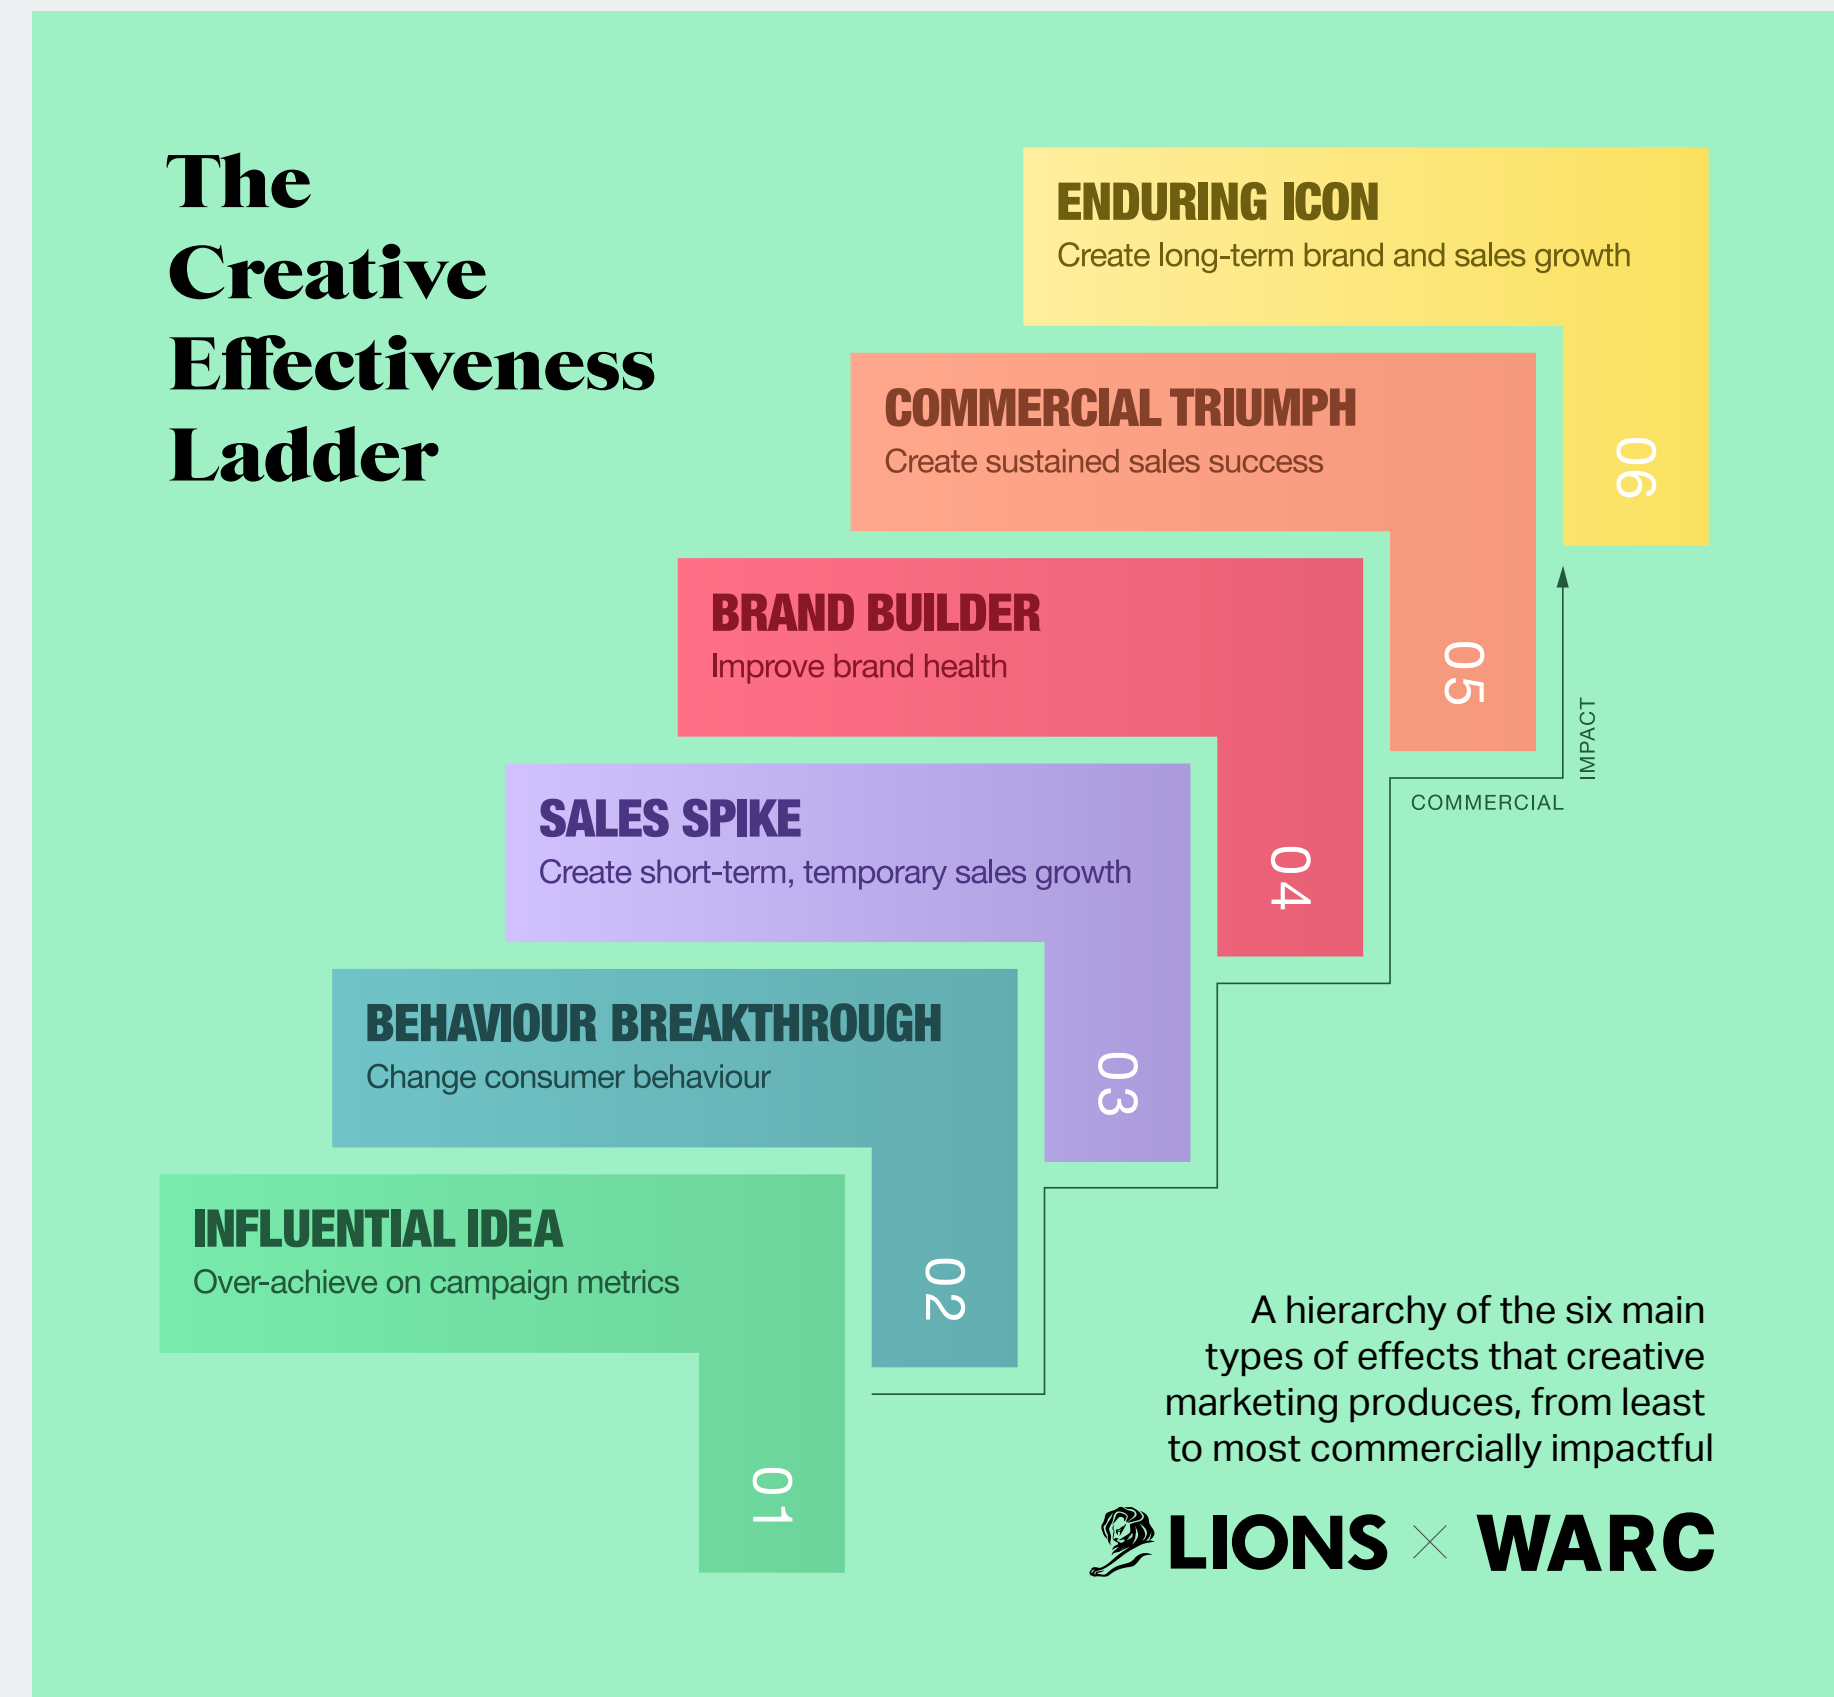 The
Creative
Effectiveness
Ladder
ENDURING ICON
Create long-term brand and sales growth
06
COMMERCIAL TRIUMPH
Create sustained sales success
05
BRAND BUILDER
Improve brand health
04
SALES SPIKE
Create short-term, temporary sales growth
03
BEHAVIOUR BREAKTHROUGH
Change consumer behaviour
02
INFLUENTIAL IDEA
Over-achieve on campaign metrics
01
COMMERCIAL
IMPACT
A hierarchy of the six main
types of effects that creative
marketing produces, from least
to most commercially impactful
LIONS × WARC